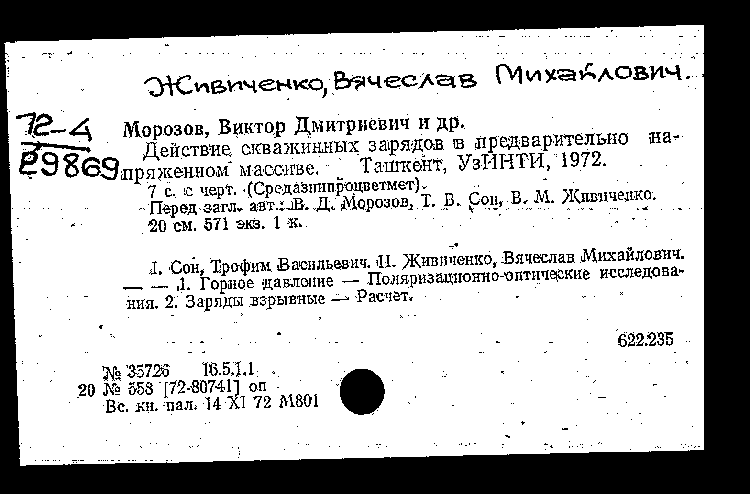 Живиченко, Вячеслав Михайлович.
72-4
29869
Морозов, Виктор Дмитриевич и др.
Действие скважинных зарядов в предварительно на-
пряженном массиве. Ташкент, УзИНТИ, 1972.
7 с. с черт. (Средазнипроцветмет).
Перед загл. авт.: В. Д. Морозов, Т. В. Сон, В. М. Живиченко.
20 см. 571 экз. 1 к.
I. Сон, Трофим Васильевич. II. Живиченко, Вячеслав Михайлович.
— — 1. Горное давление — Поляризационно-оптические исследова-
ния. 2. Заряды взрывные — Расчет.
622.235
№ 35726 16.5.1.1
20 № 558 [72-80741] оп
Вс. кн. пал. 14 XI 72 М801